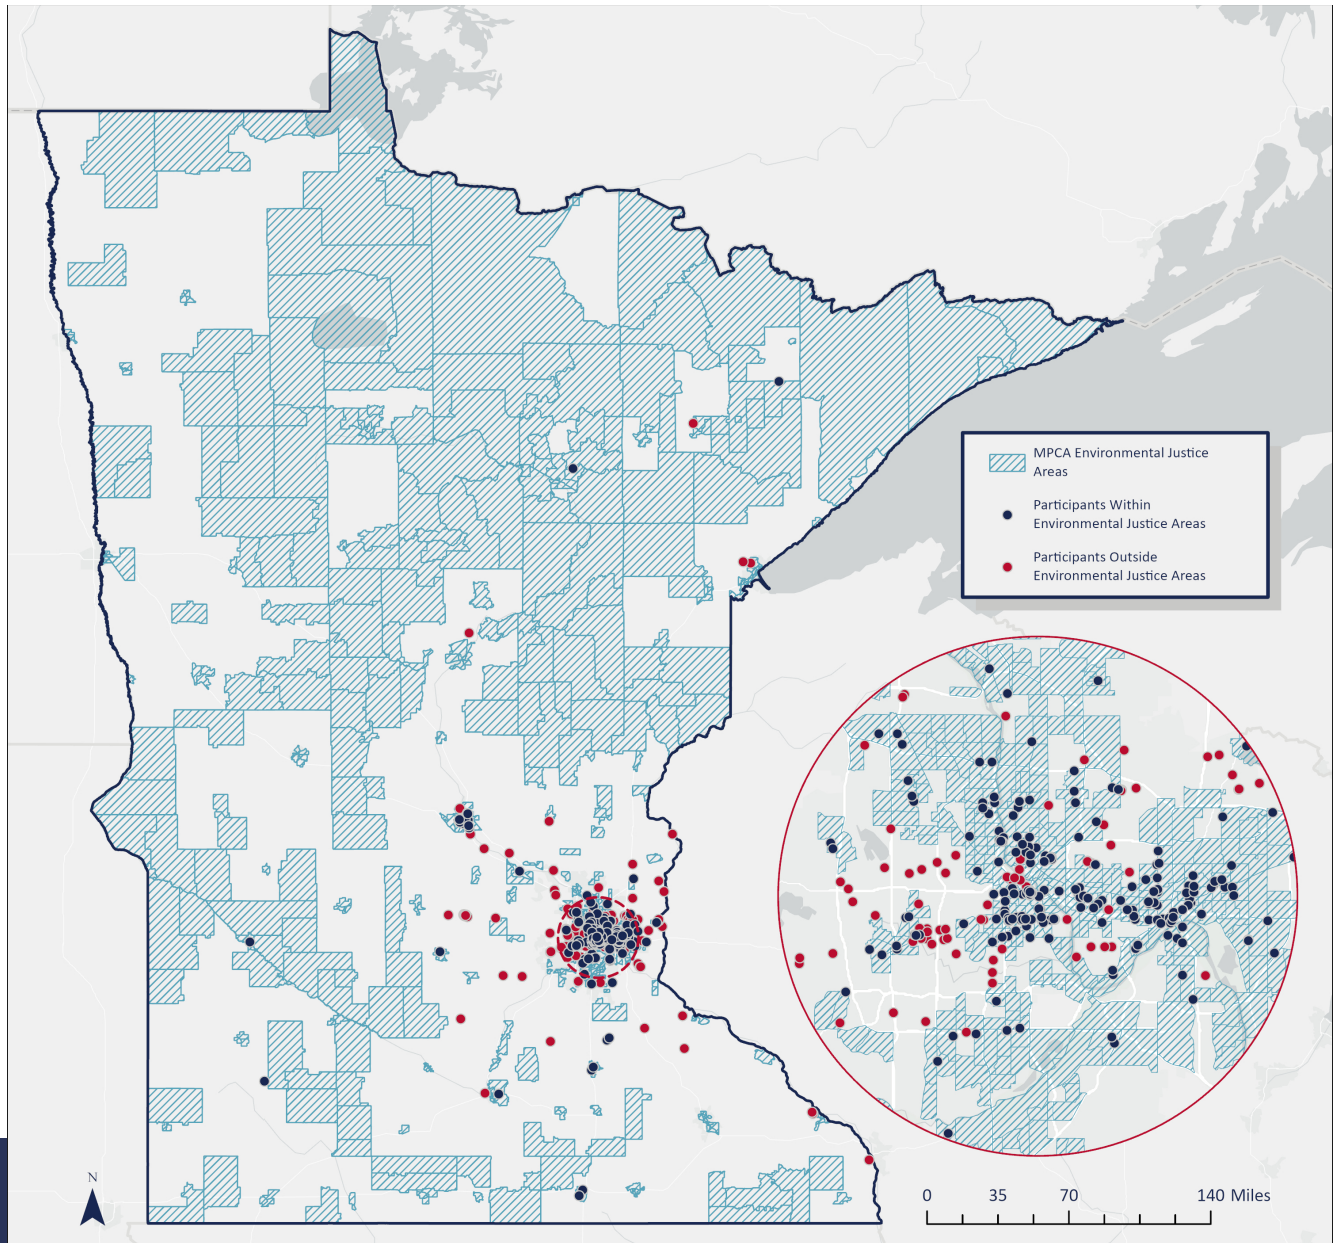 MPCA Environmental Justice
Areas
Participants Within
Environmental Justice Areas
Participants Outside
Environmental Justice Areas
N
0 35 70 140 Miles